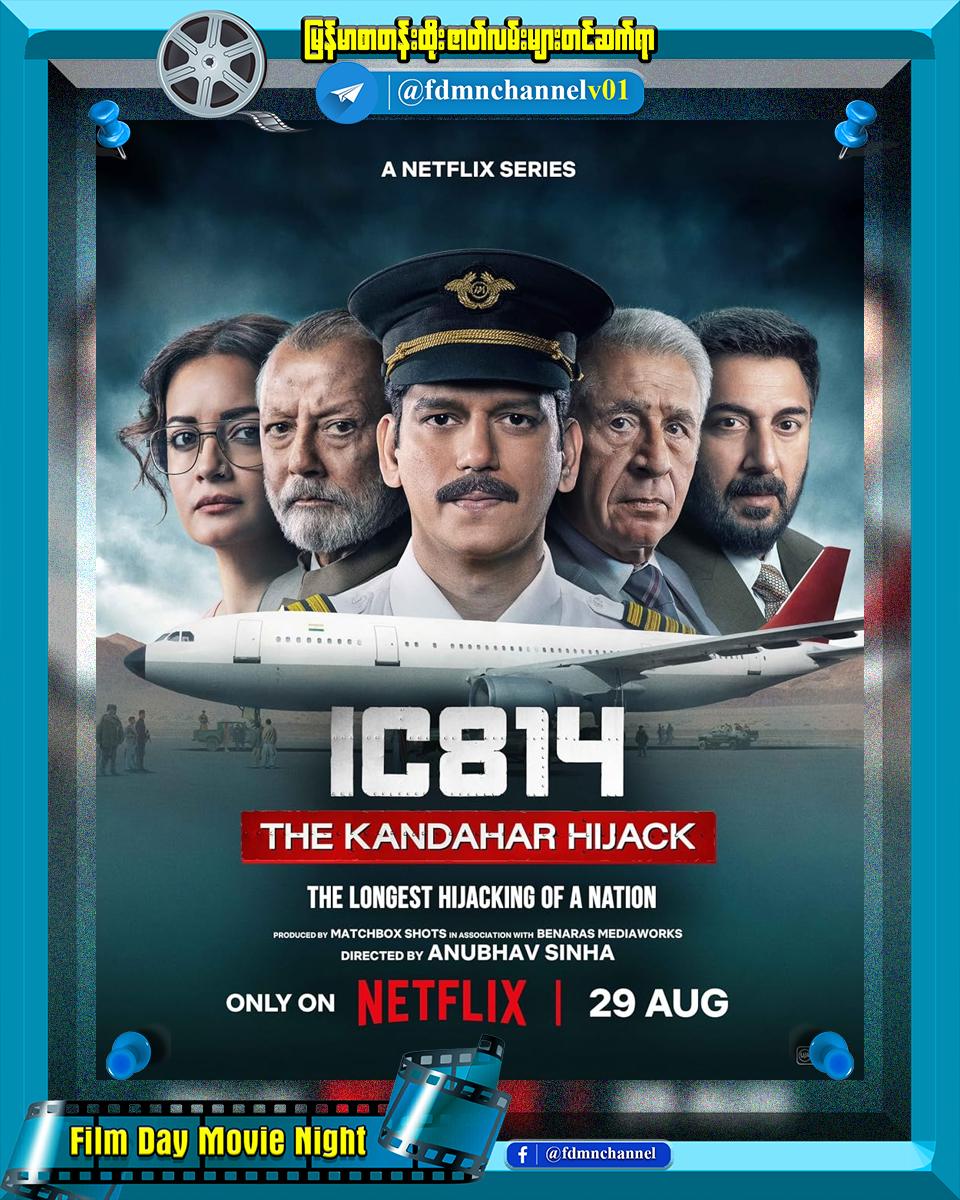 မြန်မာစာတန်းထိုးဇာတ်လမ်းများတင်ဆက်ရာ
@fdmnchannelv01
A NETFLIX SERIES
IC814
THE KANDAHAR HIJACK
THE LONGEST HIJACKING OF A NATION
PRODUCED BY MATCHBOX SHOTS IN ASSOCIATION WITH BENARAS MEDIAWORKS
DIRECTED BY ANUBHAV SINHA
ONLY ON NETFLIX | 29 AUG
Film Day Movie Night
f | @fdmnchannel